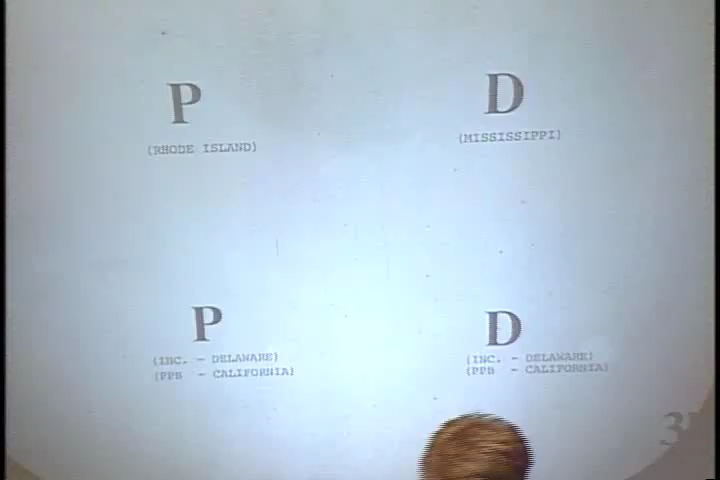 P D
(RHODE ISLAND) (MISSISSIPPI)
P D
(INC. - DELAWARE) (INC. - DELAWARE)
(PPB - CALIFORNIA) (PPB - CALIFORNIA)